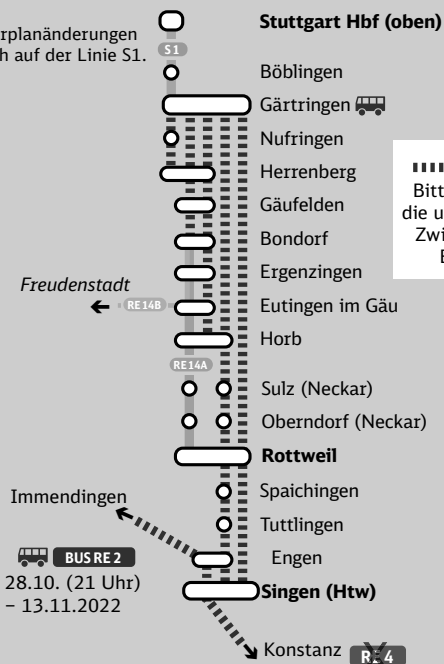 Stuttgart Hbf (oben)
rplanänderungen
h auf der Linie S1.
S1
Böblingen
Gärtringen
Nufringen
Herrenberg
Bitt
die u
Zwi
Gäufelden
Bondorf
Ergenzingen
Freudenstadt
RE14B
Eutingen im Gäu
Horb
RE14A
Sulz (Neckar)
Oberndorf (Neckar)
Rottweil
Spaichingen
Immendingen
Tuttlingen
BUS RE 2
Engen
28.10. (21 Uhr)
– 13.11.2022
Singen (Htw)
Konstanz